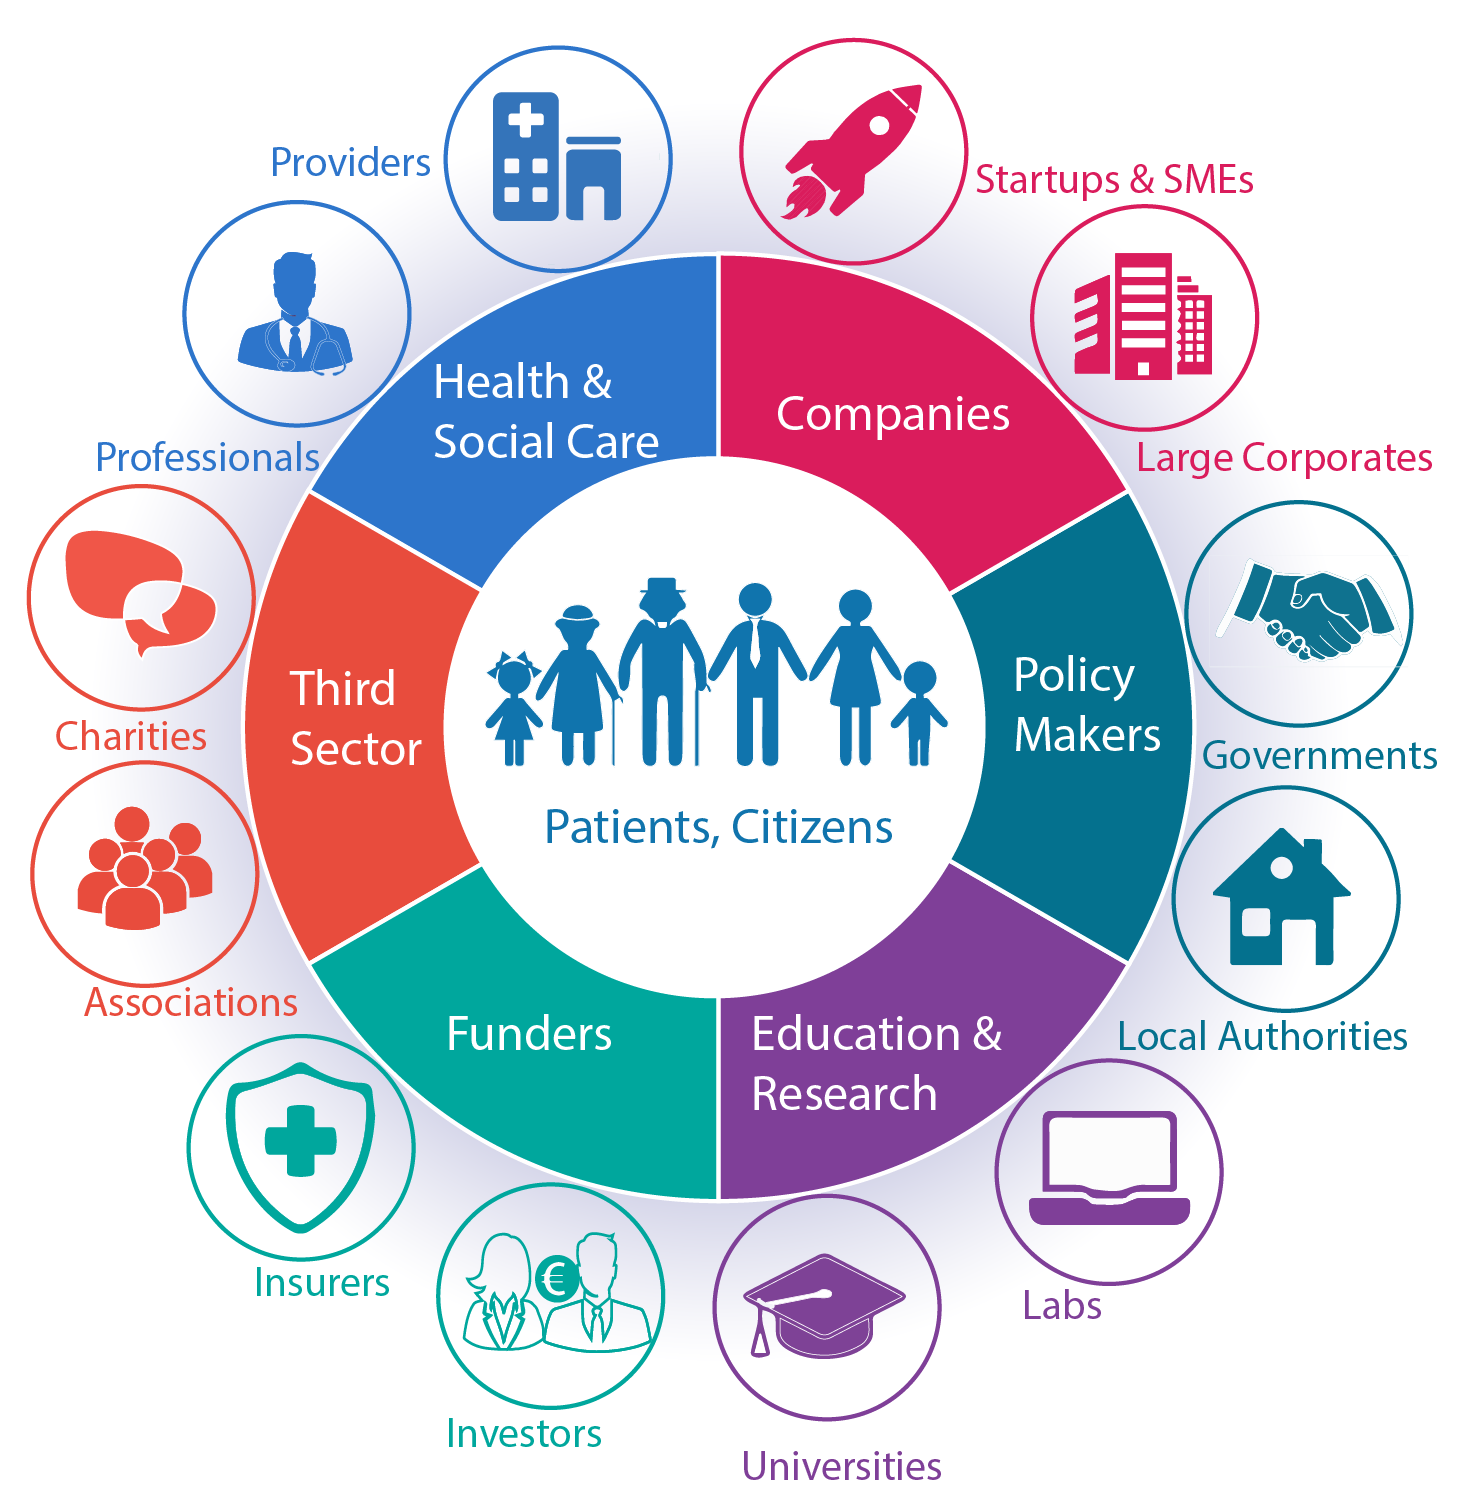 Providers
Startups & SMEs
Professionals
Large Corporates
Health &
Social Care
Companies
Charities
Third
Sector
Policy
Makers
Governments
Patients, Citizens
Associations
Local Authorities
Funders
Education &
Research
Insurers
€
Labs
Investors
Universities